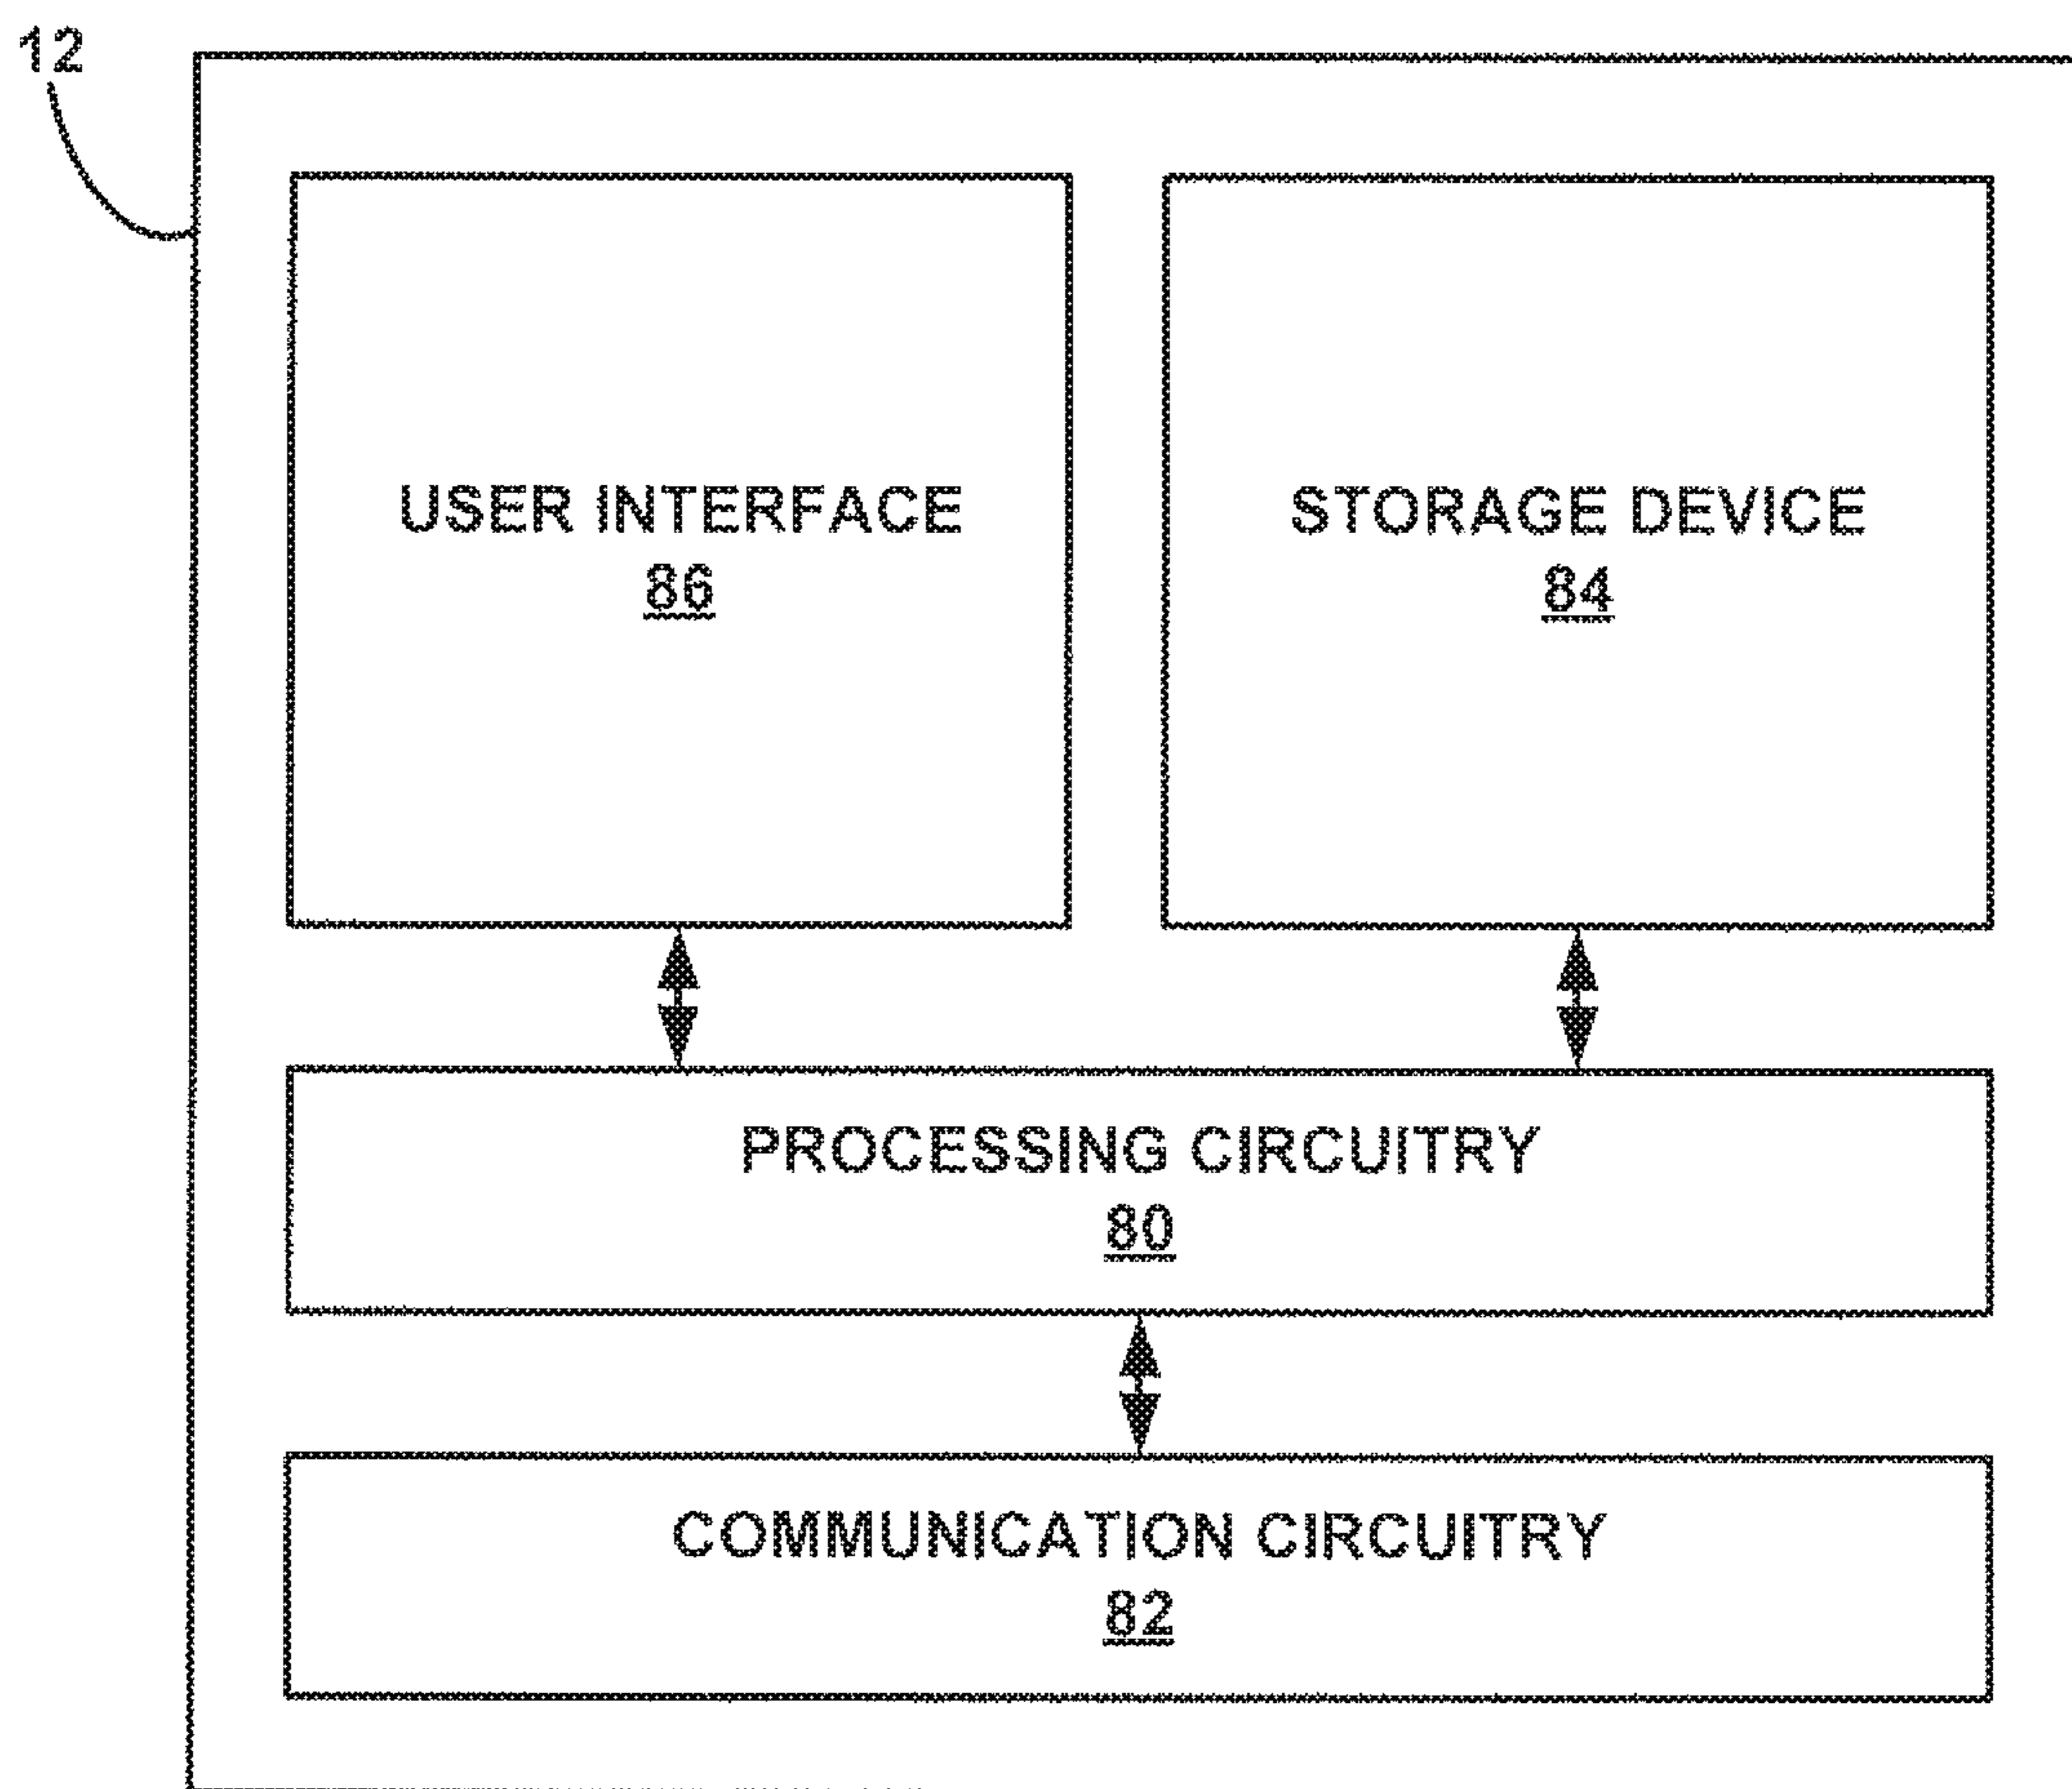 12
USER INTERFACE
86
STORAGE DEVICE
84
PROCESSING CIRCUITRY
80
COMMUNICATION CIRCUITRY
82